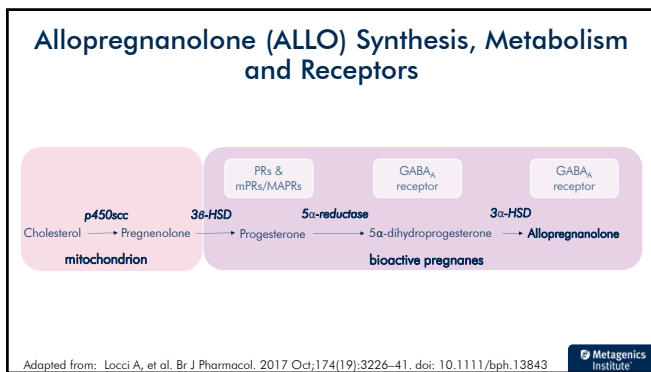 Allopregnanolone (ALLO) Synthesis, Metabolism
and Receptors
PRs &
mPRs/MAPRs
GABAA
receptor
GABAA
receptor
p450scc
3β-HSD
5α-reductase
3α-HSD
Cholesterol
Pregnenolone
Progesterone
5α-dihydroprogesterone
Allopregnanolone
mitochondrion
bioactive pregnanes
Adapted from: Locci A, et al. Br J Pharmacol. 2017 Oct;174(19):3226–41. doi: 10.1111/bph.13843
Metagenics
Institute